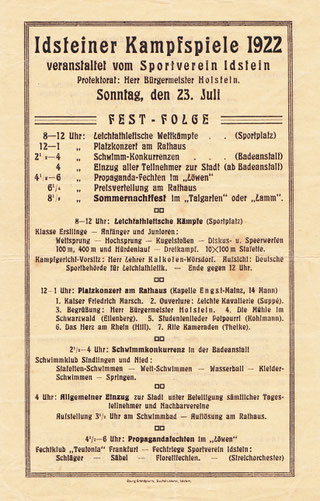 Idsteiner Kampfspiele 1922
veranstaltet vom Sportverein Idstein
Protektorat: Herr Bürgermeister Holstein.
Sonntag, den 23. Juli
FEST-FOLGE
8—12 Uhr: Leichtathletische Wettkämpfe . . (Sportplatz)
12—1 „ Platzkonzert am Rathaus
2¼—4 „ Schwimm-Konkurrenzen . . (Badeanstalt)
4 „ Einzug aller Teilnehmer zur Stadt (ab Badeanstalt)
4½—6 „ Propaganda-Fechten im „Löwen"
6½ „ Preisverteilung am Rathaus
8½ „ Sommernachtfest im „Talgarten" oder „Lamm".
8—12 Uhr: Leichtathletische Kämpfe (Sportplatz)
Klasse Erstlinge — Anfänger und Junioren:
Weitsprung — Hochsprung — Kugelstoßen — Diskus- u. Speerwerfen
100 m, 400 m und Hürdenlauf — Dreikampf. 10×100 m Stafette.
Kampfgericht-Vorsitz: Herr Lehrer Kalkofen-Wörsdorf. Aufsicht: Deutsche
Sportbehörde für Leichtathletik. — Ende gegen 12 Uhr.
12—1 Uhr: Platzkonzert am Rathaus (Kapelle Engst-Mainz, 14 Mann)
1. Kaiser Friedrich Marsch. 2. Ouverture: Leichte Kavallerie (Suppé).
3. Begrüßung: Herr Bürgermeister Holstein. 4. Die Mühle im
Schwarzwald (Eilenberg). 5. Studentenlieder Potpourri (Kohlmann).
6. Das Herz am Rhein (Hill). 7. Alte Kameraden (Theike).
2¼—4 Uhr: Schwimmkonkurrenz in der Badeanstalt
Schwimmklub Sindlingen und Nied:
Stafetten-Schwimmen — Weit-Schwimmen — Wasserball — Kleider-
Schwimmen — Springen.
4 Uhr: Allgemeiner Einzug zur Stadt unter Beteiligung sämtlicher Tages-
teilnehmer und Nachbarvereine
Aufstellung 3¾ Uhr am Schwimmbad — Auflösung am Rathaus.
4½—6 Uhr: Propagandafechten im „Löwen"
Fechtklub „Teutonia" Frankfurt — Fechtriege Sportverein Idstein:
Schläger — Säbel — Florettfechten. — (Streichorchester)